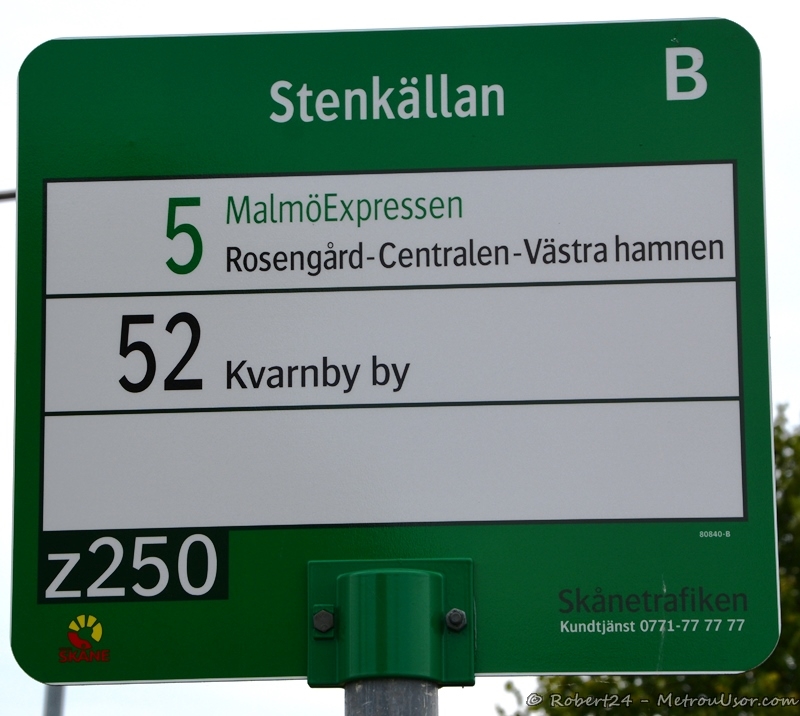 B
Stenkällan
5 MalmöExpressen
Rosengård-Centralen-Västra hamnen
52 Kvarnby by
80840-B
z250
Skånetrafiken
Kundtjänst 0771-77 77 77
SKÅNE
© Robert24 - MetrouUsor.com